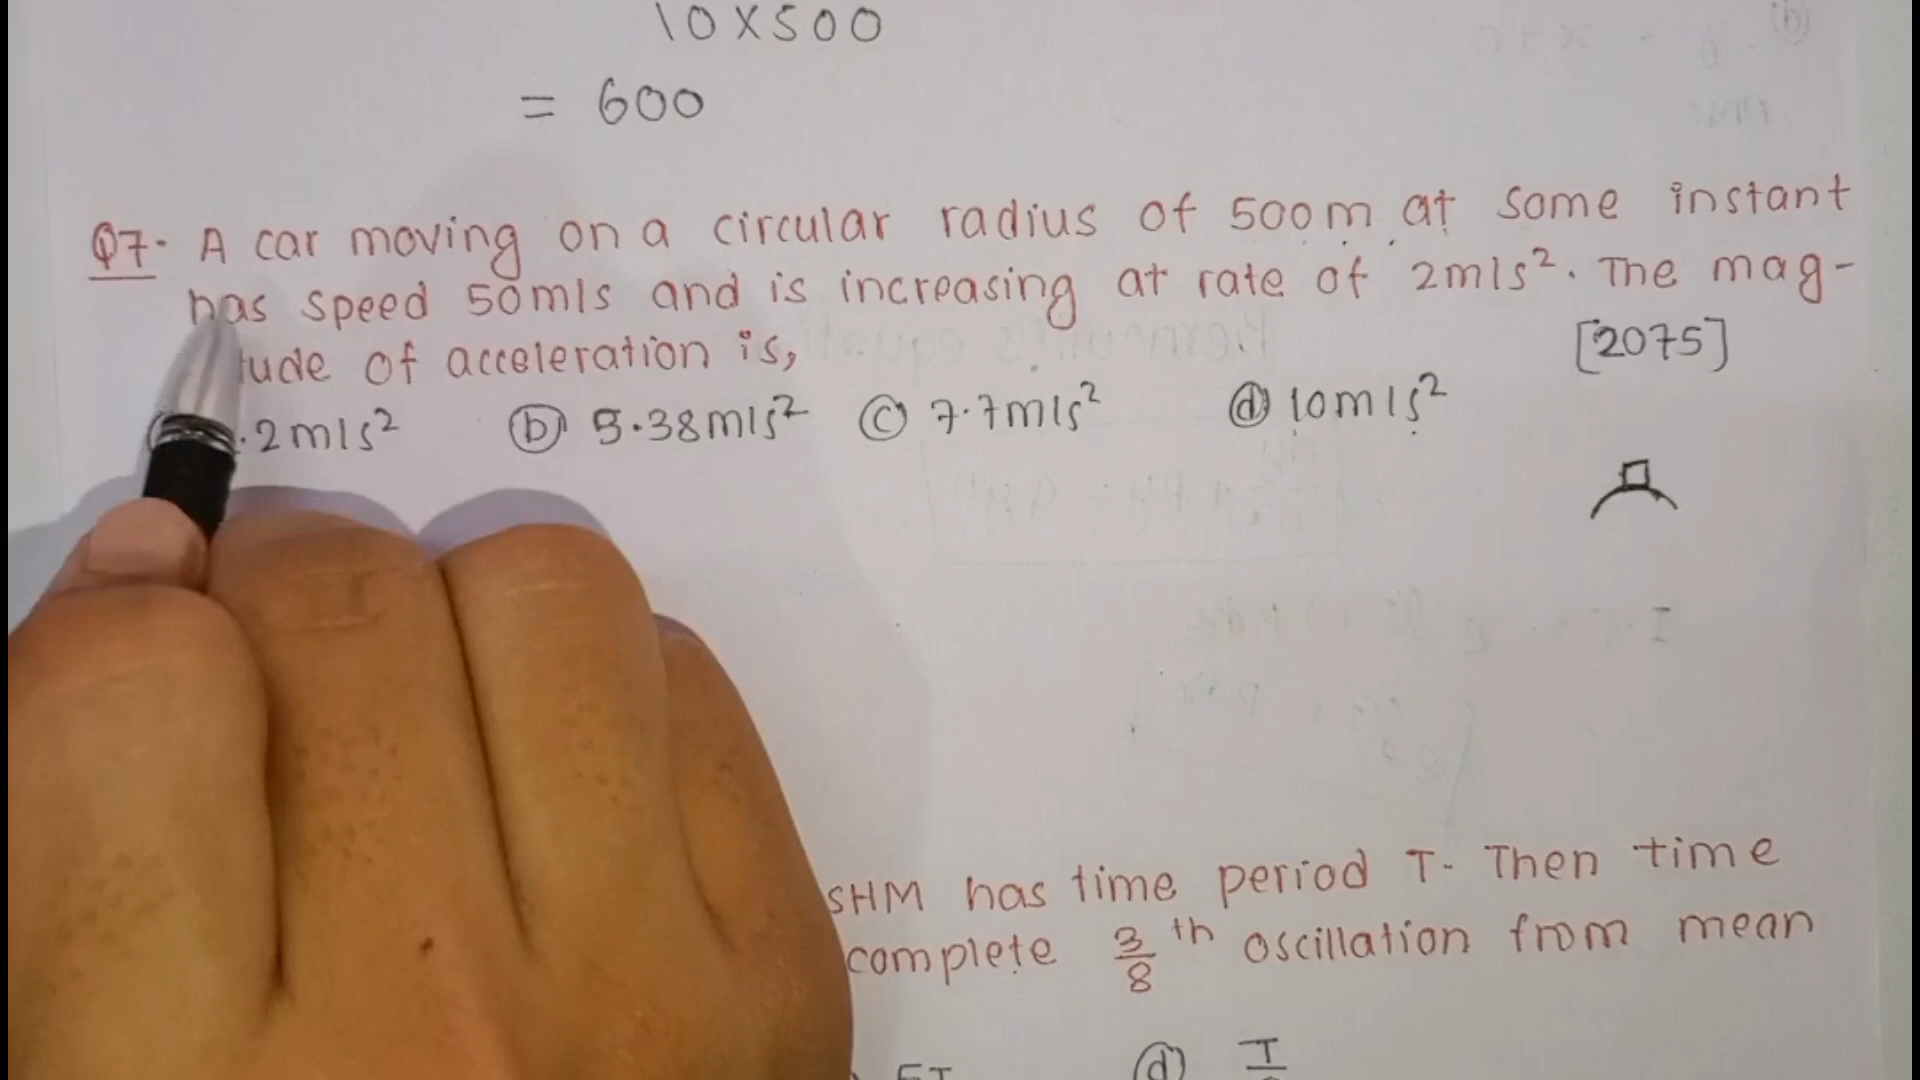 10×500
= 600
Q7. A car moving on a circular radius of 500m at some instant
has speed 50m/s and is increasing at rate of 2m/s². The mag-
tude of acceleration is,
[2075]
.2m/s² (b) 5.38m/s² (c) 7.7m/s² (d) 10m/s²
SHM has time period T. Then time
complete 3/8 th oscillation from mean
(d)